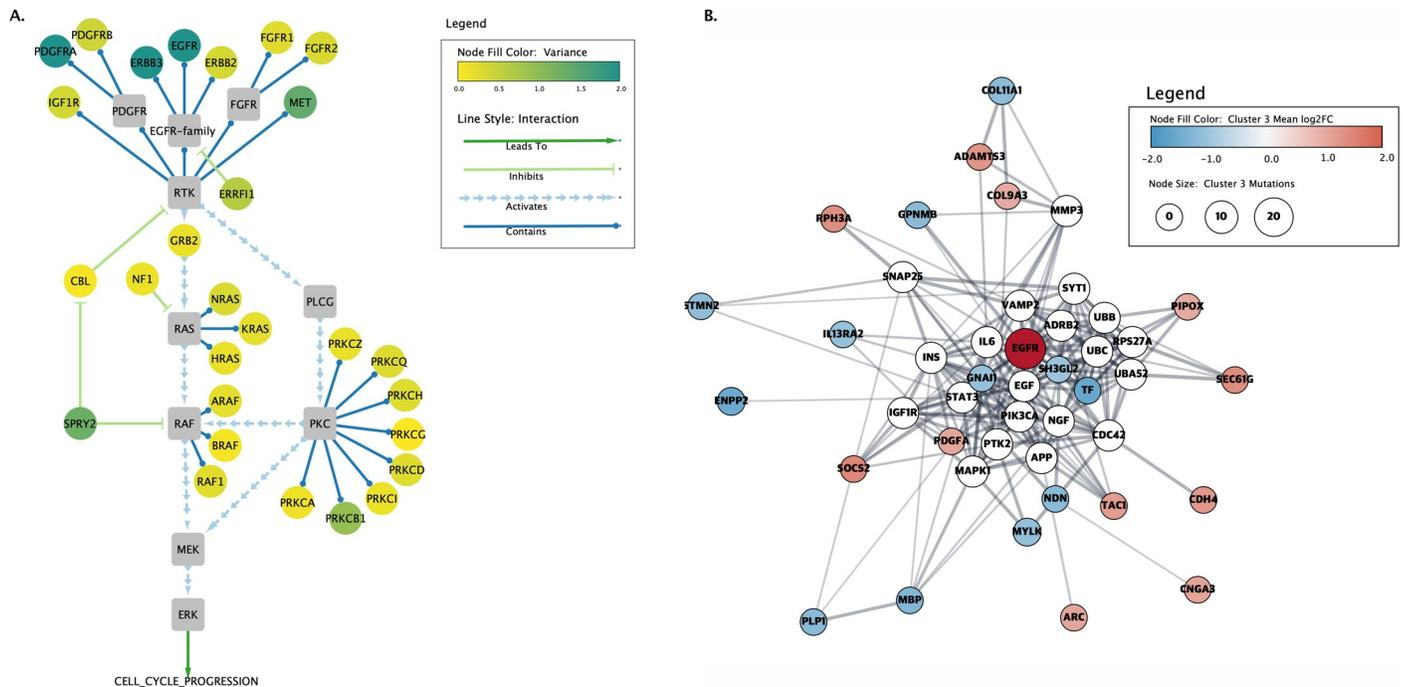 A.
PDGFRB
PDGFRA
ERBB3
EGFR
ERBB2
FGFR1
FGFR2
IGF1R
PDGFR
EGFR-family
FGFR
MET
RTK
ERRFI1
GRB2
CBL
NF1
NRAS
PLCG
RAS
KRAS
HRAS
PRKCZ
PRKCQ
ARAF
PRKCH
SPRY2
RAF
PKC
PRKCG
BRAF
PRKCD
RAF1
PRKCA
PRKCI
PRKCB1
MEK
ERK
CELL_CYCLE_PROGRESSION
Legend
Node Fill Color: Variance
0.0 0.5 1.0 1.5 2.0
Line Style: Interaction
Leads To
Inhibits
Activates
Contains
B.
COL11A1
ADAMTS3
COL9A3
RPH3A
GPNMB
MMP3
SNAP25
SYT1
STMN2
VAMP2
UBB
PIPOX
IL13RA2
ADRB2
IL6
EGFR
UBC
RPS27A
INS
SH3GL2
UBA52
SEC61G
GNAI1
EGF
TF
ENPP2
STAT3
IGF1R
PIK3CA
NGF
PDGFA
PTK2
CDC42
SOCS2
MAPK1
APP
NDN
TAC1
CDH4
MYLK
MBP
CNGA3
PLP1
ARC
Legend
Node Fill Color: Cluster 3 Mean log2FC
-2.0 -1.0 0.0 1.0 2.0
Node Size: Cluster 3 Mutations
0 10 20